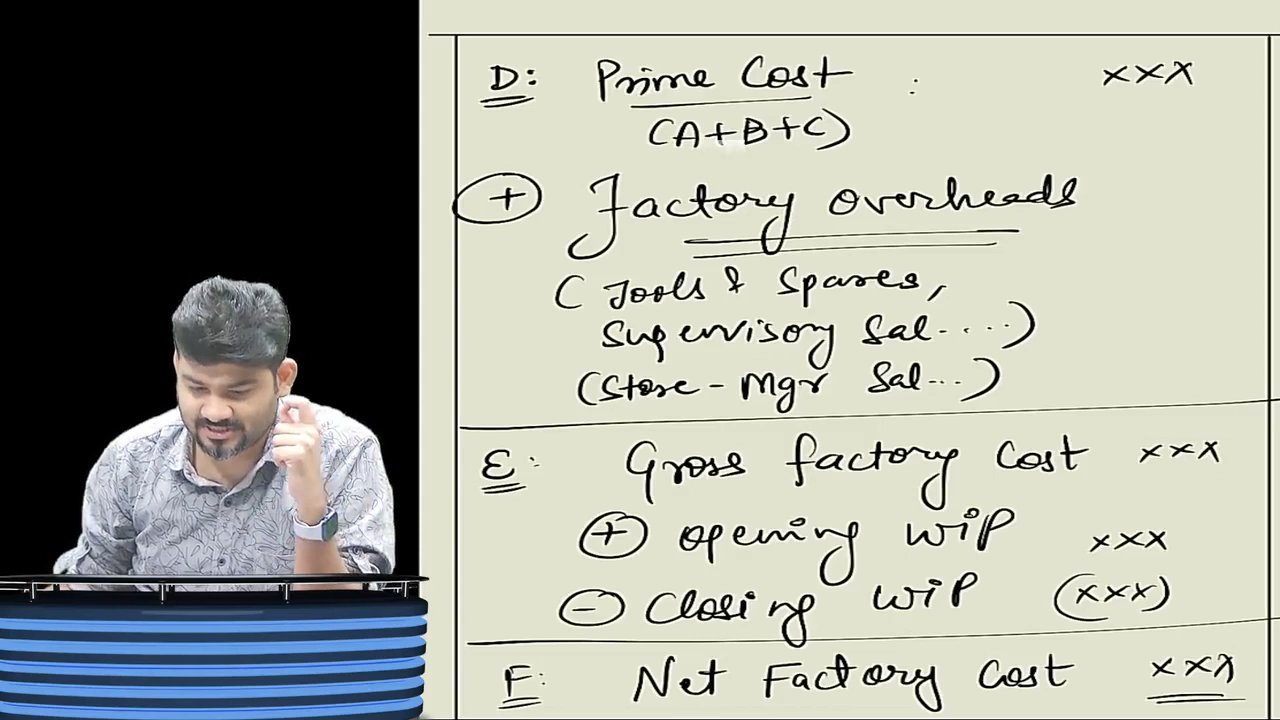 D: Prime Cost : xxx
(A+B+C)
+ Factory overheads
(Tools & Spares,
Supervisory Sal.....)
(Store-Mgr Sal...)
E: Gross factory cost xxx
+ opening WIP xxx
- Closing WIP (xxx)
F: Net Factory Cost xxx